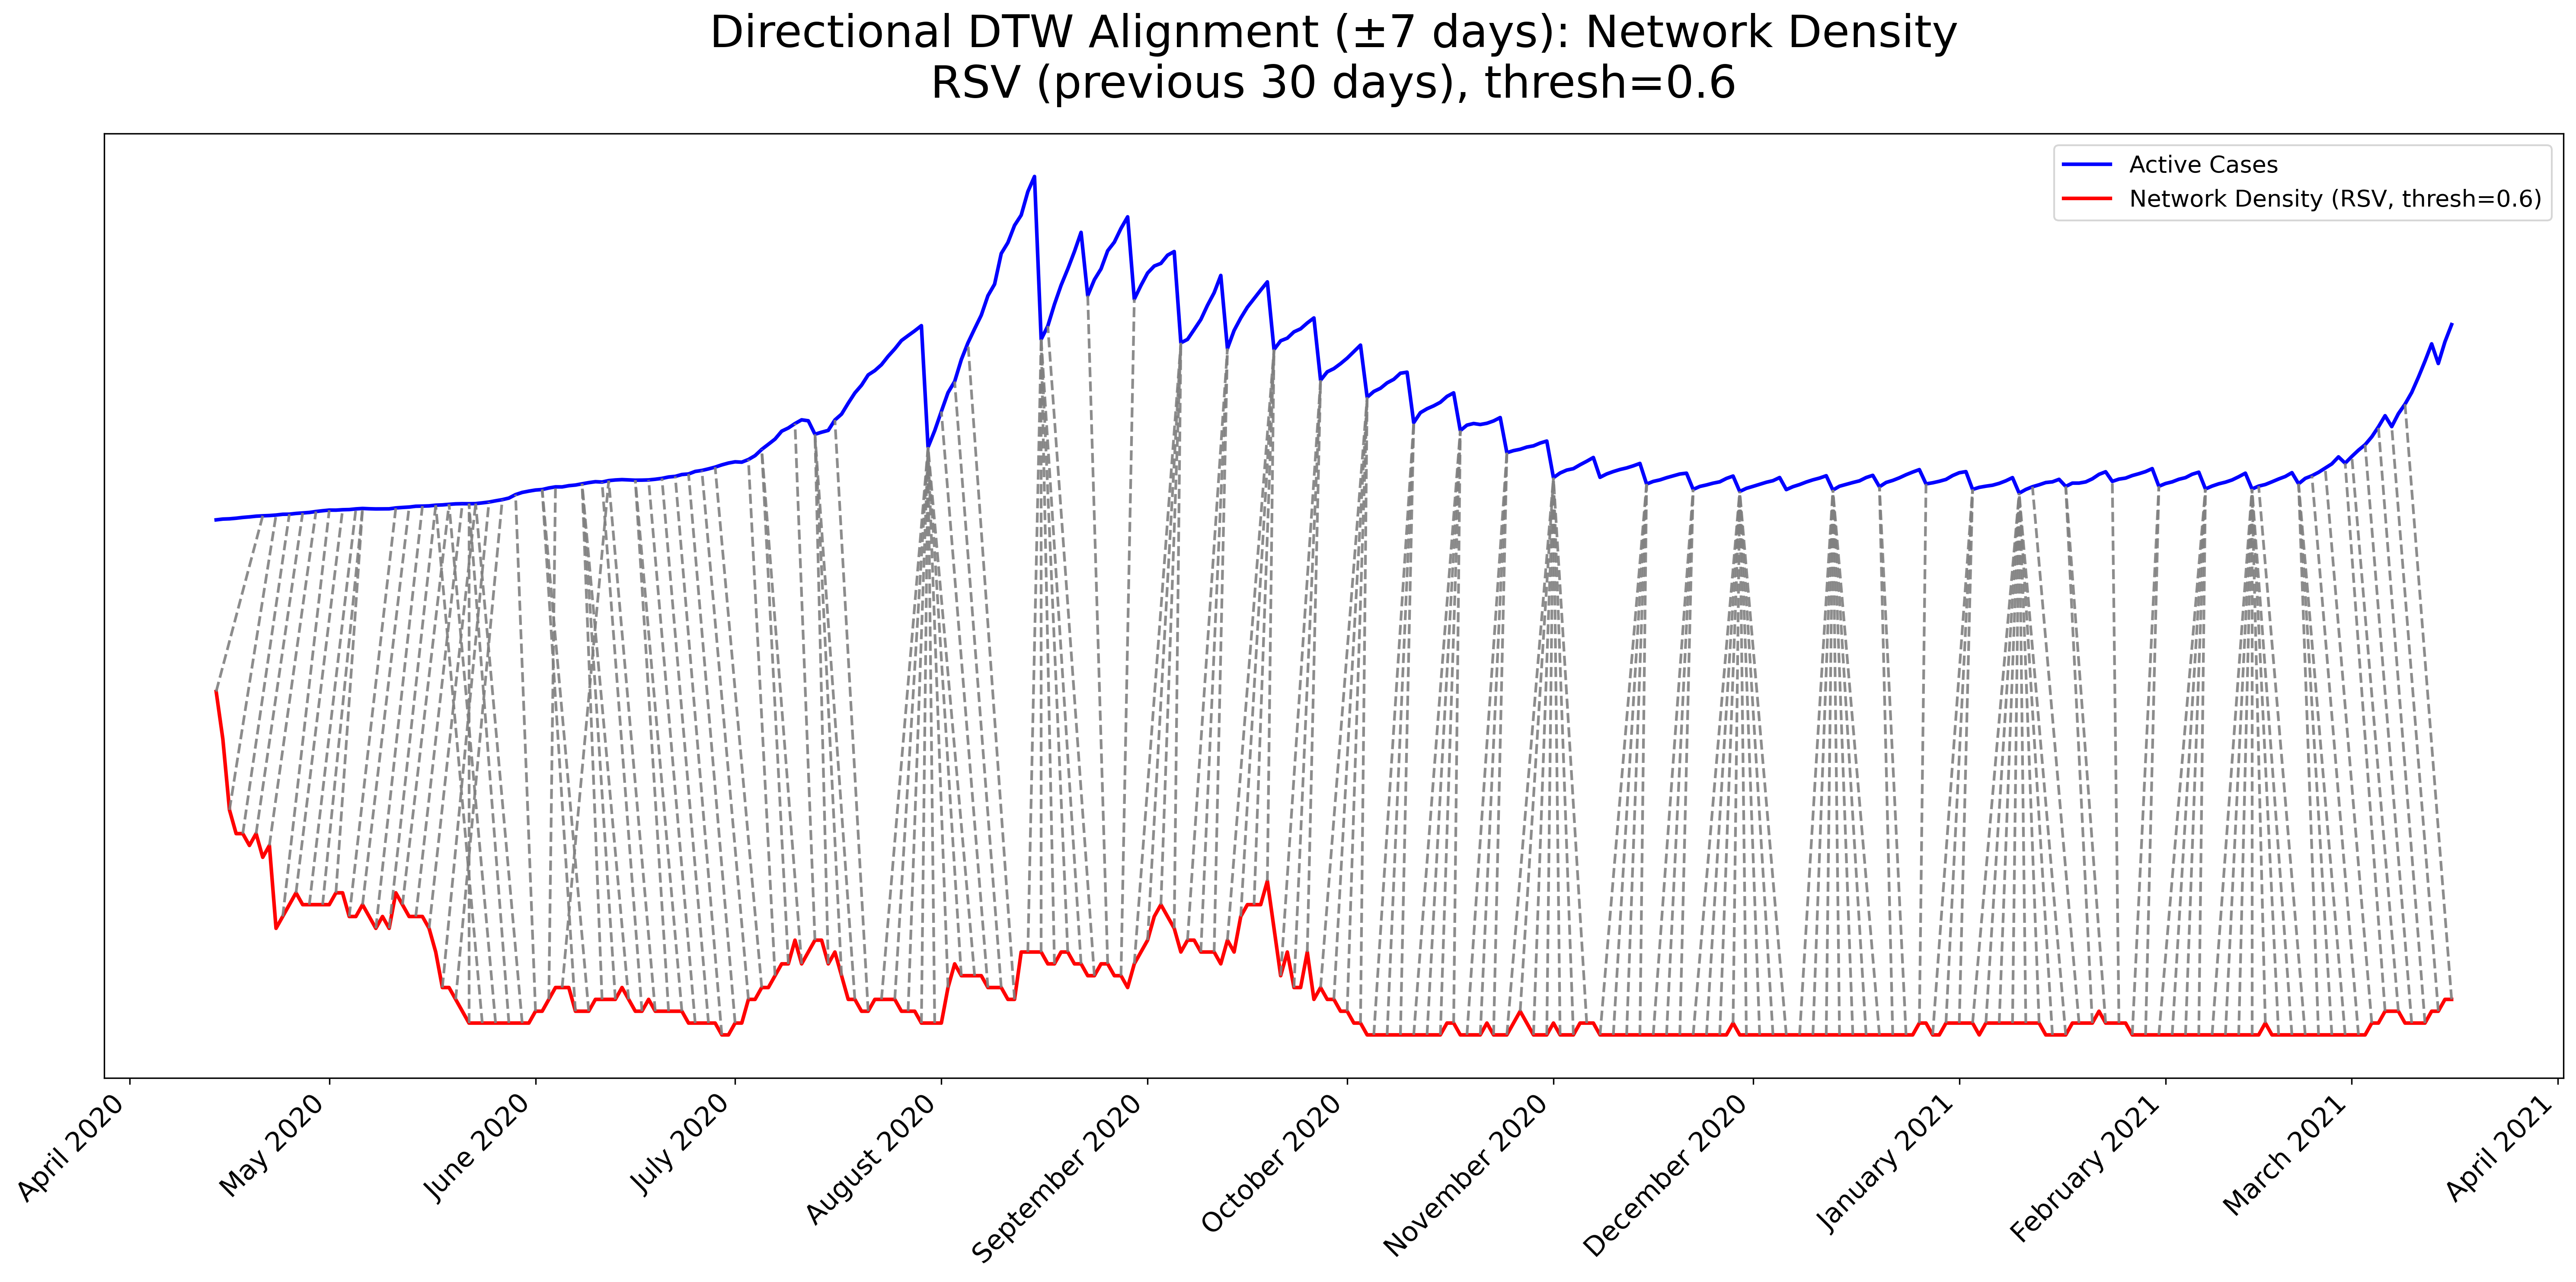 Directional DTW Alignment (±7 days): Network Density
RSV (previous 30 days), thresh=0.6
Active Cases
Network Density (RSV, thresh=0.6)
April 2020
May 2020
June 2020
July 2020
August 2020
September 2020
October 2020
November 2020
December 2020
January 2021
February 2021
March 2021
April 2021